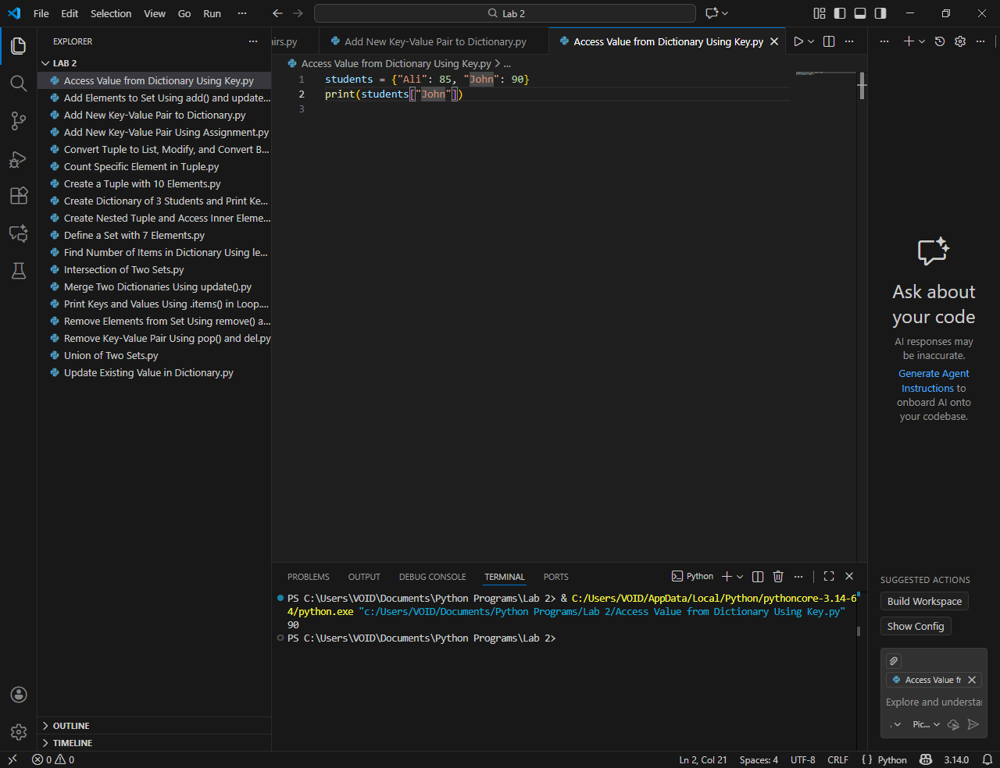 File Edit Selection View Go Run ··· Lab 2
EXPLORER ···
LAB 2
Access Value from Dictionary Using Key.py
Add Elements to Set Using add() and update...
Add New Key-Value Pair to Dictionary.py
Add New Key-Value Pair Using Assignment.py
Convert Tuple to List, Modify, and Convert B...
Count Specific Element in Tuple.py
Create a Tuple with 10 Elements.py
Create Dictionary of 3 Students and Print Ke...
Create Nested Tuple and Access Inner Eleme...
Define a Set with 7 Elements.py
Find Number of Items in Dictionary Using le...
Intersection of Two Sets.py
Merge Two Dictionaries Using update().py
Print Keys and Values Using .items() in Loop....
Remove Elements from Set Using remove() a...
Remove Key-Value Pair Using pop() and del.py
Union of Two Sets.py
Update Existing Value in Dictionary.py
OUTLINE
TIMELINE
airs.py Add New Key-Value Pair to Dictionary.py Access Value from Dictionary Using Key.py
Access Value from Dictionary Using Key.py > ...
1 students = {"Ali": 85, "John": 90}
2 print(students["John"])
3
PROBLEMS OUTPUT DEBUG CONSOLE TERMINAL PORTS Python
PS C:\Users\VOID\Documents\Python Programs\Lab 2> & C:/Users/VOID/AppData/Local/Python/pythoncore-3.14-6
4/python.exe "c:/Users/VOID/Documents/Python Programs/Lab 2/Access Value from Dictionary Using Key.py"
90
PS C:\Users\VOID\Documents\Python Programs\Lab 2>
Ask about
your code
AI responses may
be inaccurate.
Generate Agent
Instructions to
onboard AI onto
your codebase.
SUGGESTED ACTIONS
Build Workspace
Show Config
Access Value fr
Explore and understa
Pic...
0 0 Ln 2, Col 21 Spaces: 4 UTF-8 CRLF { } Python 3.14.0